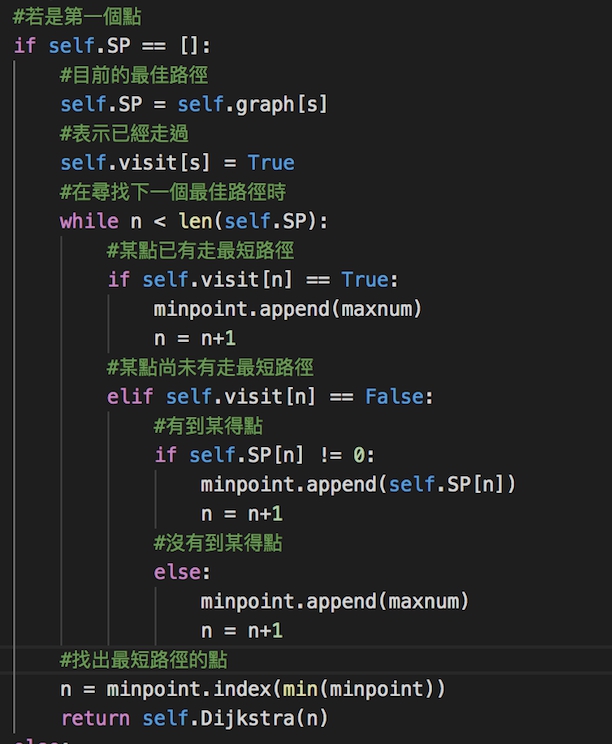 #若是第一個點
if self.SP == []:
    #目前的最佳路徑
    self.SP = self.graph[s]
    #表示已經走過
    self.visit[s] = True
    #在尋找下一個最佳路徑時
    while n < len(self.SP):
        #某點已有走最短路徑
        if self.visit[n] == True:
            minpoint.append(maxnum)
            n = n+1
        #某點尚未有走最短路徑
        elif self.visit[n] == False:
            #有到某得點
            if self.SP[n] != 0:
                minpoint.append(self.SP[n])
                n = n+1
            #沒有到某得點
            else:
                minpoint.append(maxnum)
                n = n+1
    #找出最短路徑的點
    n = minpoint.index(min(minpoint))
    return self.Dijkstra(n)
else: